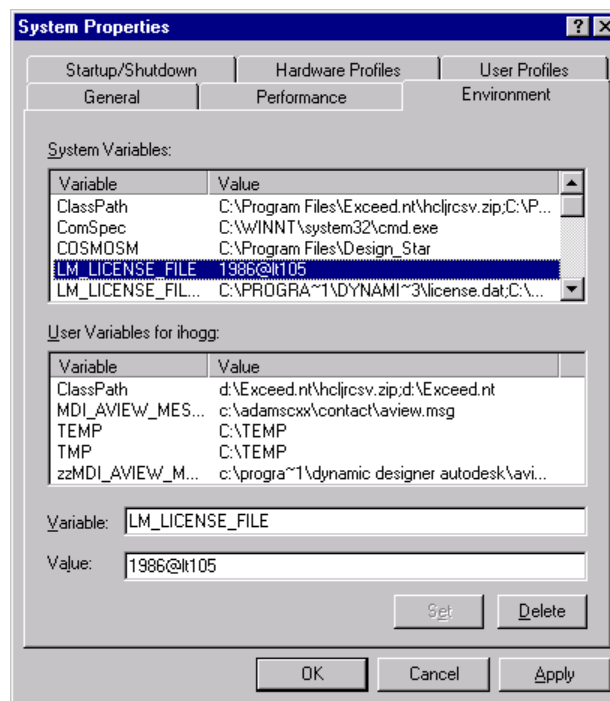 System Properties
Startup/Shutdown Hardware Profiles User Profiles
General Performance Environment
System Variables:
Variable Value
ClassPath C:\Program Files\Exceed.nt\hcljrcsv.zip;C:\P...
ComSpec C:\WINNT\system32\cmd.exe
COSMOSM C:\Program Files\Design_Star
LM_LICENSE_FILE 1986@lt105
LM_LICENSE_FIL... C:\PROGRA~1\DYNAMI~3\license.dat;C:\...
User Variables for ihogg:
Variable Value
ClassPath d:\Exceed.nt\hcljrcsv.zip;d:\Exceed.nt
MDI_AVIEW_MES... c:\adamscxx\contact\aview.msg
TEMP C:\TEMP
TMP C:\TEMP
zzMDI_AVIEW_M... c:\progra~1\dynamic designer autodesk\avi...
Variable: LM_LICENSE_FILE
Value: 1986@lt105
Set Delete
OK Cancel Apply